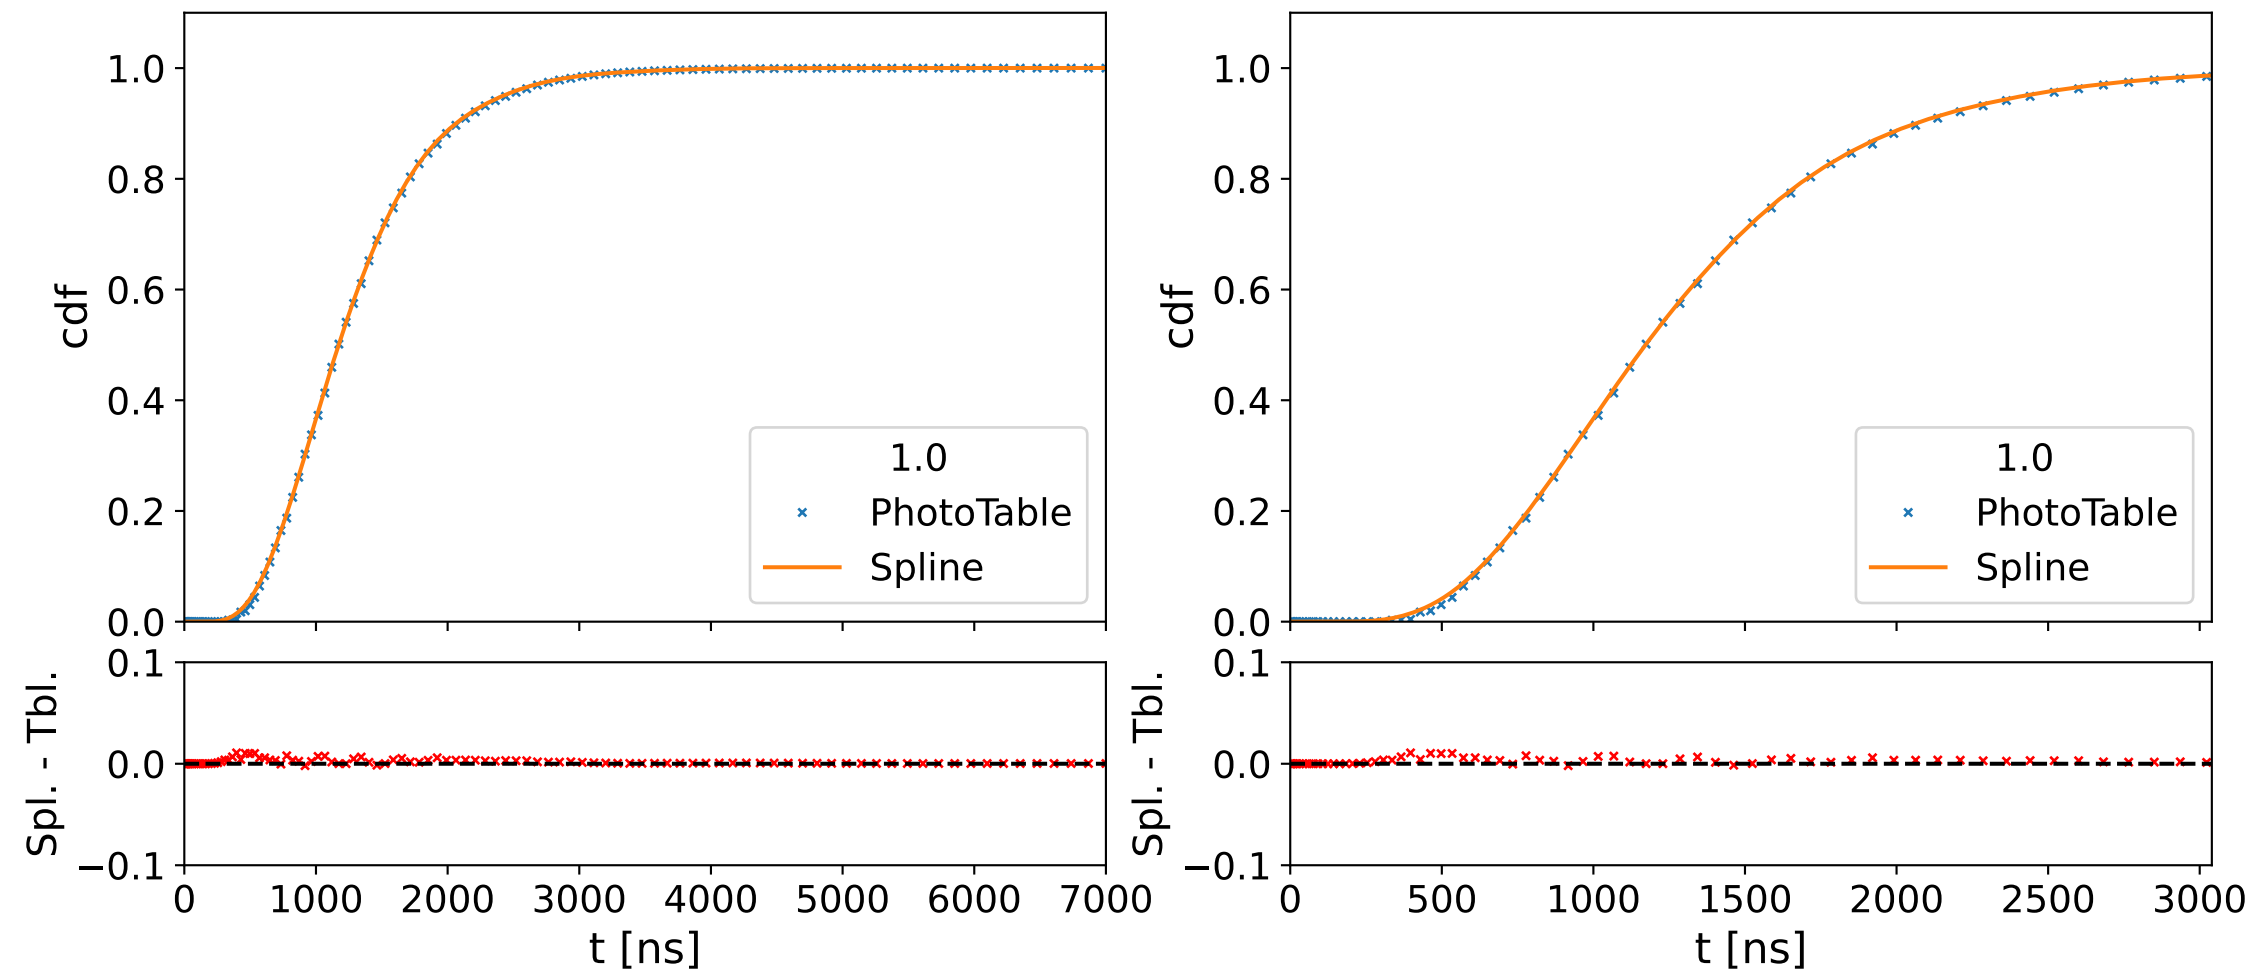 1.0
0.8
0.6
0.4
0.2
0.0
cdf
1.0
PhotoTable
Spline
0.1
0.0
−0.1
Spl. - Tbl.
0 1000 2000 3000 4000 5000 6000 7000
t [ns]
1.0
0.8
0.6
0.4
0.2
0.0
cdf
1.0
PhotoTable
Spline
0.1
0.0
−0.1
Spl. - Tbl.
0 500 1000 1500 2000 2500 3000
t [ns]